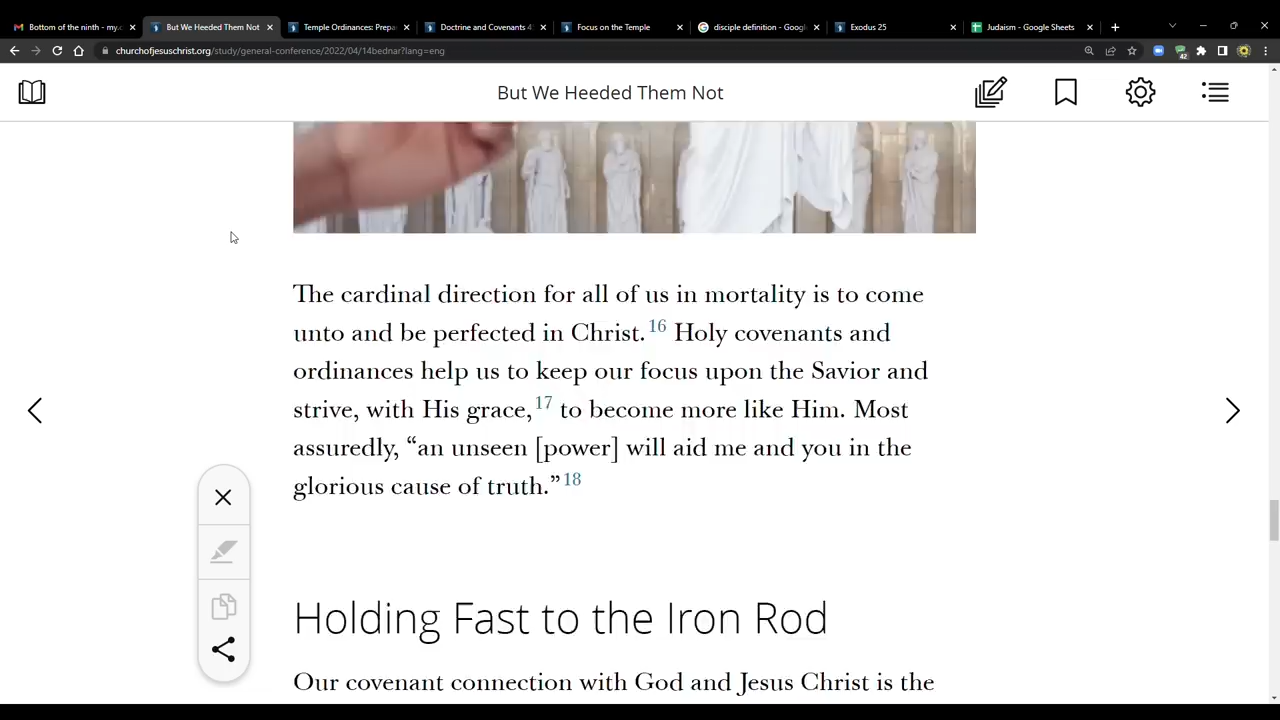 Bottom of the ninth - my.c
But We Heeded Them Not
Temple Ordinances: Prepa
Doctrine and Covenants 4
Focus on the Temple
disciple definition - Googl
Exodus 25
Judaism - Google Sheets
churchofjesuschrist.org/study/general-conference/2022/04/14bednar?lang=eng
42
But We Heeded Them Not
The cardinal direction for all of us in mortality is to come
unto and be perfected in Christ.16 Holy covenants and
ordinances help us to keep our focus upon the Savior and
strive, with His grace,17 to become more like Him. Most
assuredly, “an unseen [power] will aid me and you in the
glorious cause of truth.”18
Holding Fast to the Iron Rod
Our covenant connection with God and Jesus Christ is the